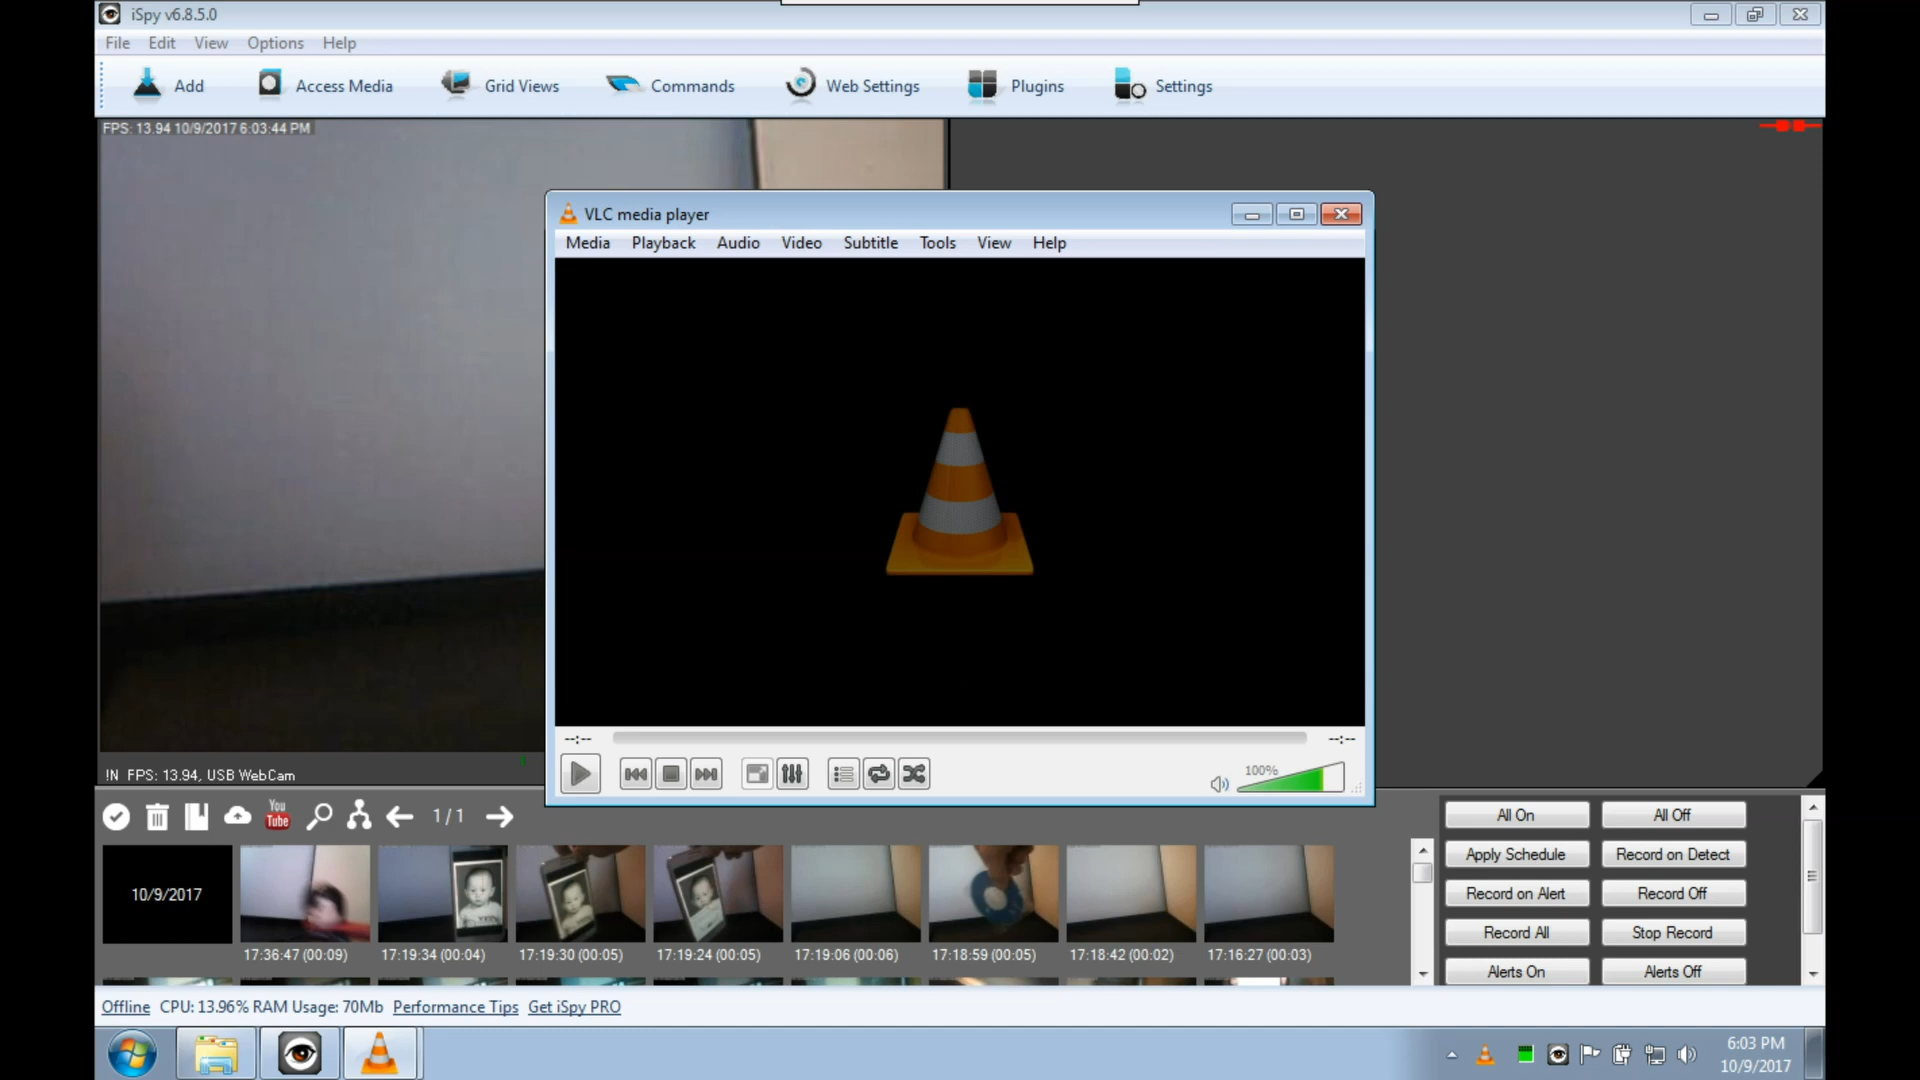 iSpy v6.8.5.0
File Edit View Options Help
Add Access Media Grid Views Commands Web Settings Plugins Settings
FPS: 13.94 10/9/2017 6:03:44 PM
VLC media player
Media Playback Audio Video Subtitle Tools View Help
--:-- --:--
100%
!N FPS: 13.94, USB WebCam
You Tube 1/1
10/9/2017
17:36:47 (00:09) 17:19:34 (00:04) 17:19:30 (00:05) 17:19:24 (00:05) 17:19:06 (00:06) 17:18:59 (00:05) 17:18:42 (00:02) 17:16:27 (00:03)
All On All Off
Apply Schedule Record on Detect
Record on Alert Record Off
Record All Stop Record
Alerts On Alerts Off
Offline CPU: 13.96% RAM Usage: 70Mb Performance Tips Get iSpy PRO
6:03 PM
10/9/2017